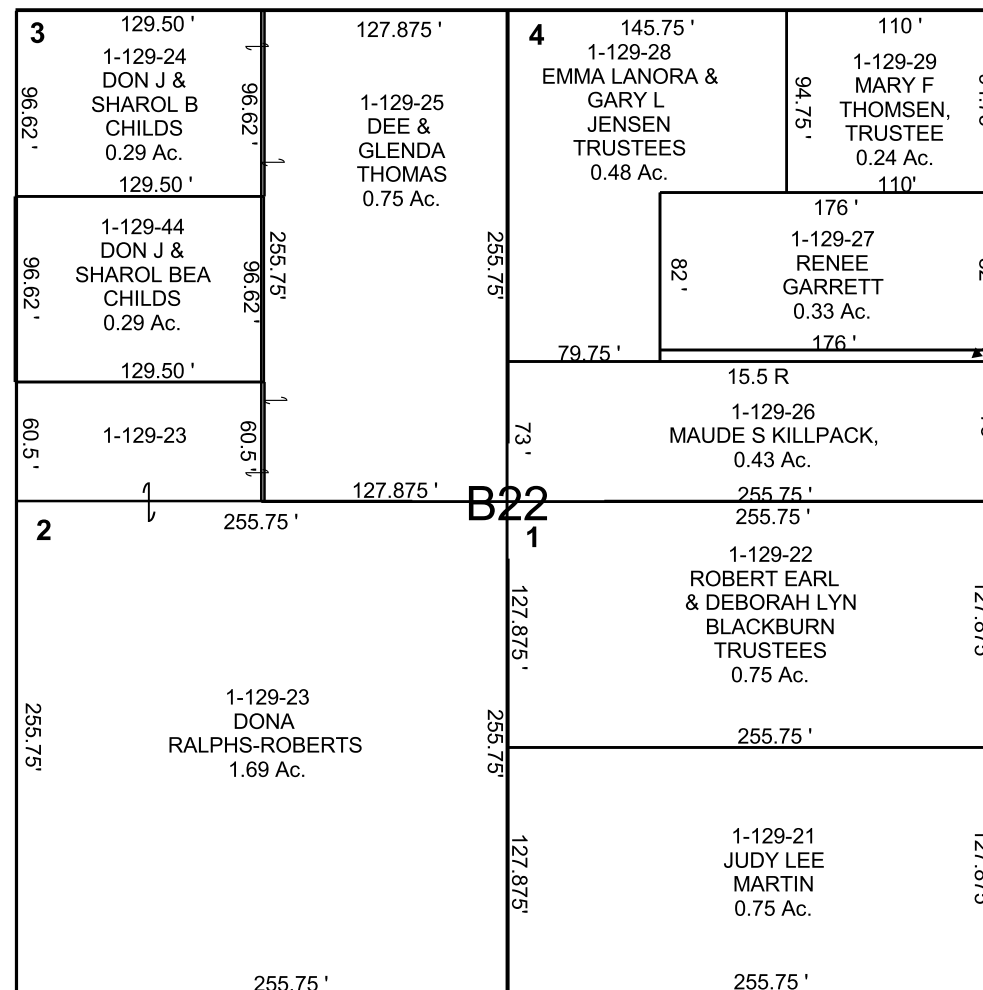 3
129.50 '
1-129-24
DON J &
SHAROL B
CHILDS
0.29 Ac.
96.62 '
96.62 '
129.50 '
1-129-44
DON J &
SHAROL BEA
CHILDS
0.29 Ac.
96.62 '
96.62 '
129.50 '
60.5 '
1-129-23
60.5 '
127.875 '
1-129-25
DEE &
GLENDA
THOMAS
0.75 Ac.
255.75'
255.75'
127.875 '
4
145.75 '
1-129-28
EMMA LANORA &
GARY L
JENSEN
TRUSTEES
0.48 Ac.
79.75 '
110 '
94.75 '
1-129-29
MARY F
THOMSEN,
TRUSTEE
0.24 Ac.
110'
176 '
82 '
1-129-27
RENEE
GARRETT
0.33 Ac.
176 '
15.5 R
73 '
1-129-26
MAUDE S KILLPACK,
0.43 Ac.
255.75 '
B22
2
255.75 '
1-129-23
DONA
RALPHS-ROBERTS
1.69 Ac.
255.75'
255.75'
255.75 '
1
255.75 '
1-129-22
ROBERT EARL
& DEBORAH LYN
BLACKBURN
TRUSTEES
0.75 Ac.
127.875 '
127.875
255.75 '
1-129-21
JUDY LEE
MARTIN
0.75 Ac.
127.875'
127.875
255.75 '